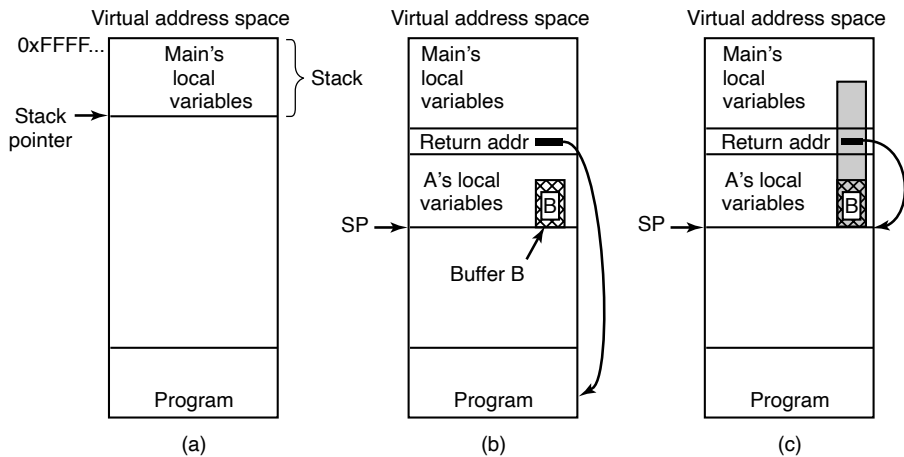 Virtual address space
0xFFFF...
Main's
local
variables
Stack
Stack
pointer
Program
(a)
Virtual address space
Main's
local
variables
Return addr
A's local
variables
B
SP
Buffer B
Program
(b)
Virtual address space
Main's
local
variables
Return addr
A's local
variables
B
SP
Program
(c)